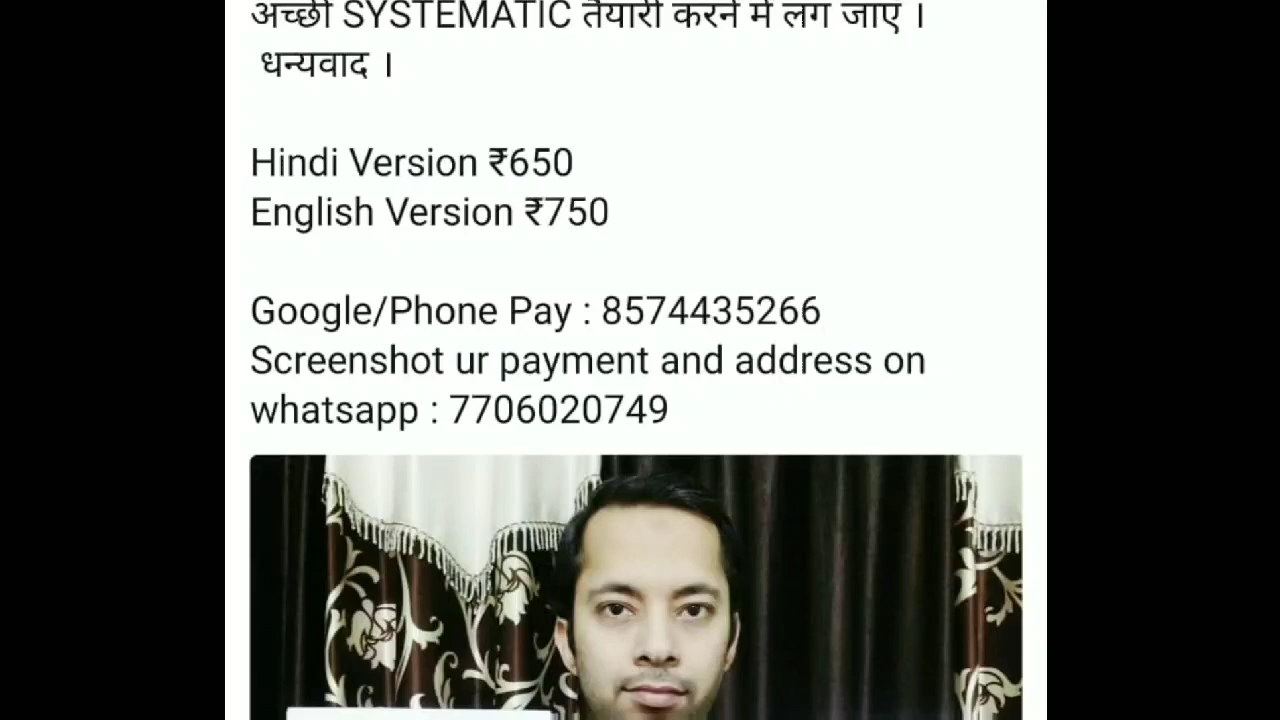 अच्छी SYSTEMATIC तैयारी करने में लग जाए ।
धन्यवाद ।
Hindi Version ₹650
English Version ₹750
Google/Phone Pay : 8574435266
Screenshot ur payment and address on
whatsapp : 7706020749